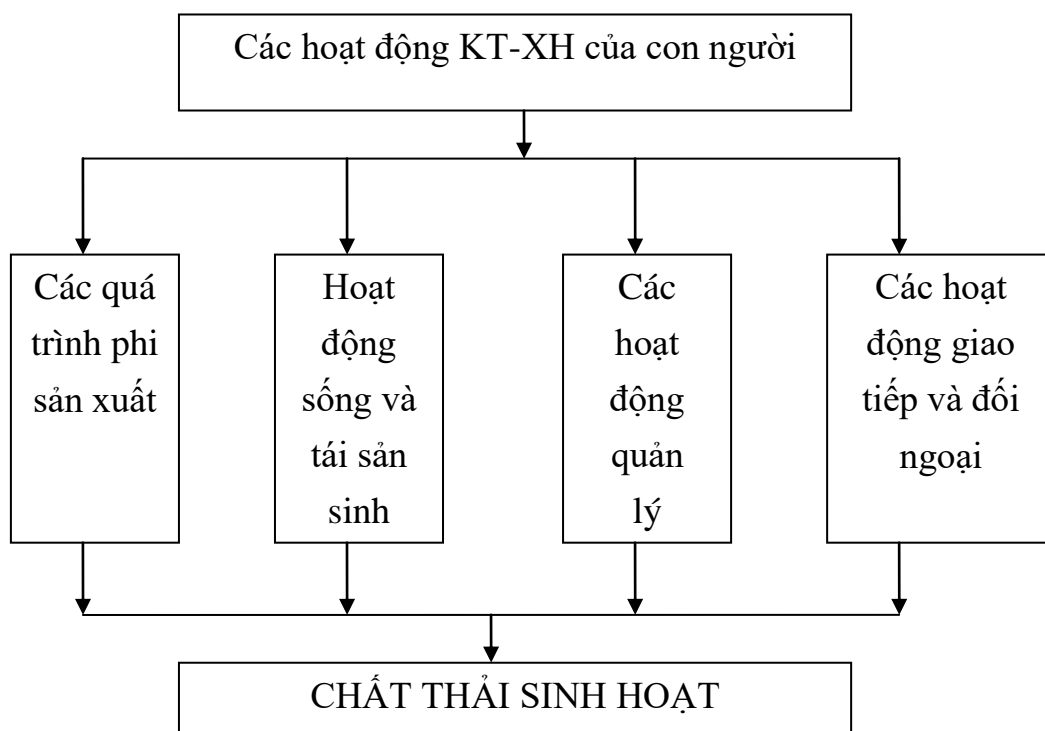 Các hoạt động KT-XH của con người
Các quá
trình phi
sản xuất
Hoạt
động
sống và
tái sản
sinh
Các
hoạt
động
quản
lý
Các hoạt
động giao
tiếp và đối
ngoại
CHẤT THẢI SINH HOẠT